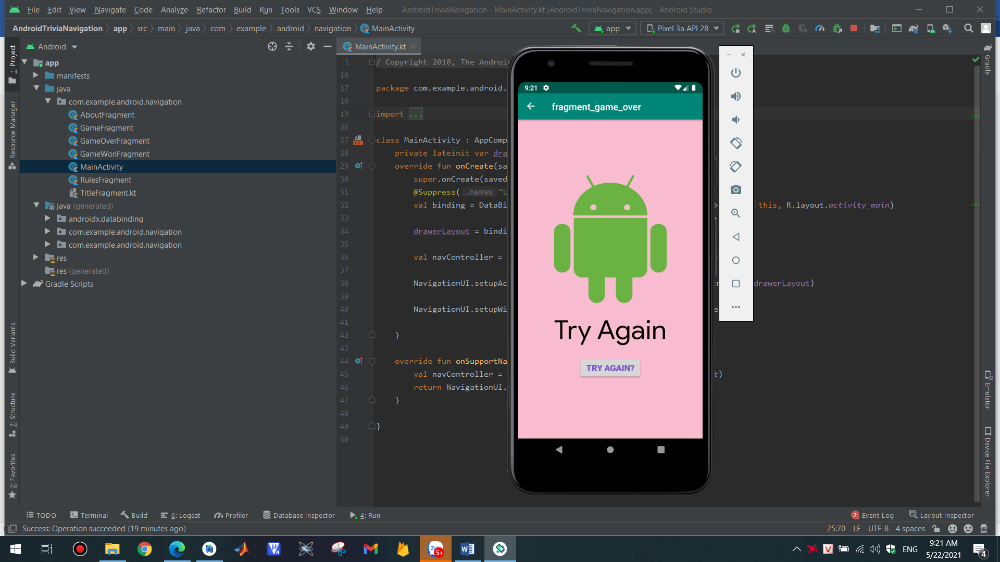 File Edit View Navigate Code Analyze Refactor Build Run Tools VCS Window Help AndroidTriviaNavigation - MainActivity.kt [AndroidTriviaNavigation.app] - Android Studio
AndroidTriviaNavigation app src main java com example android navigation MainActivity app Pixel 3a API 28
1: Project
Resource Manager
Build Variants
7: Structure
2: Favorites
Android
app
manifests
java
com.example.android.navigation
AboutFragment
GameFragment
GameOverFragment
GameWonFragment
MainActivity
RulesFragment
TitleFragment.kt
java (generated)
androidx.databinding
com.example.android.navigation
com.example.android.navigation
res
res (generated)
Gradle Scripts
MainActivity.kt
1 / Copyright 2018, The Androi
16
17 package com.example.android.
18
19 import ...
26
27 class MainActivity : AppComp
28 private lateinit var dra
29 override fun onCreate(sa
30 super.onCreate(saved
31 @Suppress( ...names: "U
32 val binding = DataBi > this, R.layout.activity_main)
33
34 drawerLayout = bindi
35
36 val navController =
37
38 NavigationUI.setupAc drawerLayout)
39
40 NavigationUI.setupWi
41
42 }
43
44 override fun onSupportNa
45 val navController = t)
46 return NavigationUI.
47 }
48
49 }
50
9:21
fragment_game_over
Try Again
TRY AGAIN?
Gradle
Emulator
Device File Explorer
TODO Terminal Build 6: Logcat Profiler Database Inspector 4: Run 2 Event Log Layout Inspector
Success: Operation succeeded (19 minutes ago) 25:70 LF UTF-8 4 spaces
5+
ENG
9:21 AM
5/22/2021
4